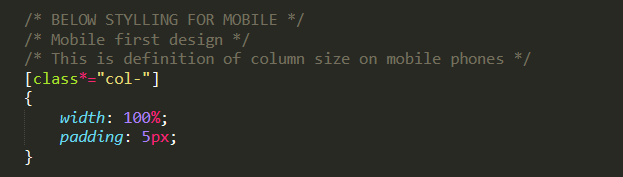 /* BELOW STYLLING FOR MOBILE */
/* Mobile first design */
/* This is definition of column size on mobile phones */
[class*="col-"]
{
width: 100%;
padding: 5px;
}